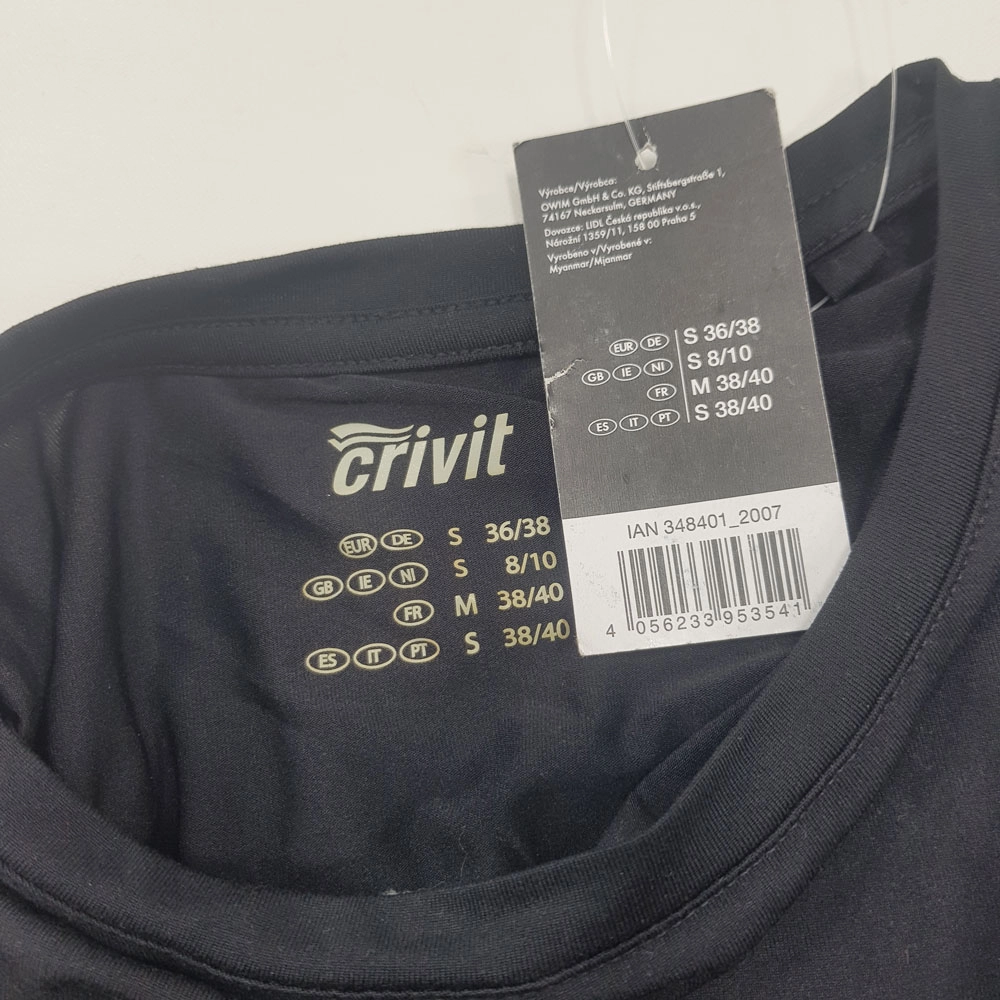 Výrobce/Výrobca:
OWIM GmbH & Co. KG, Stiftsbergstraße 1,
74167 Neckarsulm, GERMANY
Dovozce: LIDL Česká republika v.o.s.,
Nárožní 1359/11, 158 00 Praha 5
Vyrobeno v/Vyrobené v:
Myanmar/Mjanmar
EUR DE S 36/38
GB IE NI S 8/10
FR M 38/40
ES IT PT S 38/40
IAN 348401_2007
4 056233 953541
crivit
EUR DE S 36/38
GB IE NI S 8/10
FR M 38/40
ES IT PT S 38/40